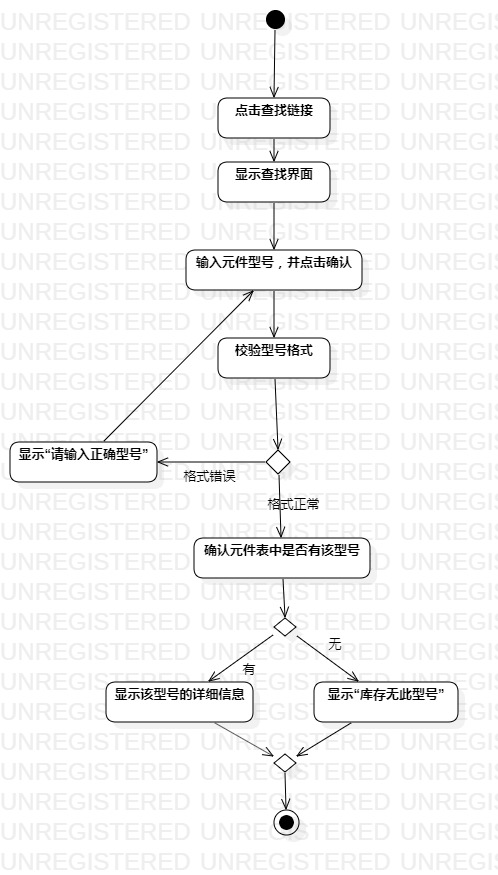 点击查找链接
显示查找界面
输入元件型号，并点击确认
校验型号格式
显示“请输入正确型号”
格式错误
格式正常
确认元件表中是否有该型号
无
有
显示该型号的详细信息
显示“库存无此型号”
UNREGISTERED UNREGISTERED UNREGISTERED